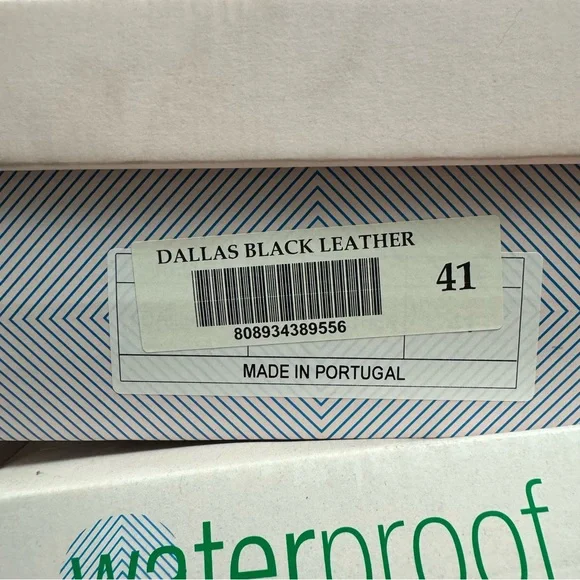 DALLAS BLACK LEATHER
41
808934389556
MADE IN PORTUGAL
waterproof